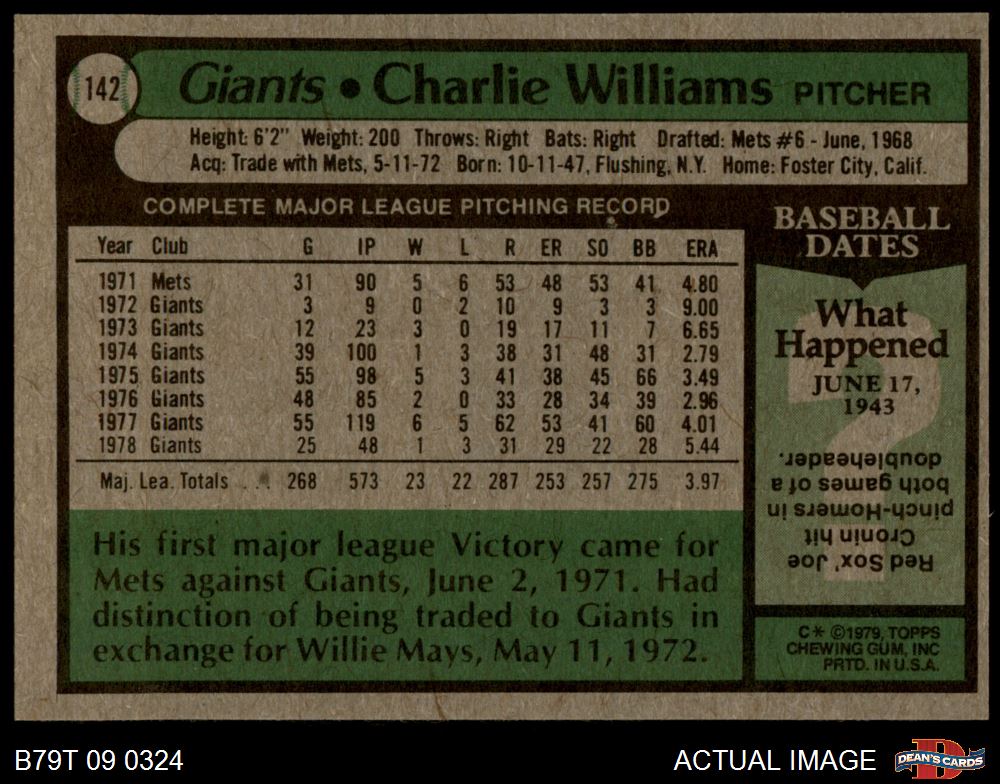 142
Giants • Charlie Williams PITCHER
Height: 6'2" Weight: 200 Throws: Right Bats: Right Drafted: Mets #6 - June, 1968
Acq: Trade with Mets, 5-11-72 Born: 10-11-47, Flushing, N.Y. Home: Foster City, Calif.
COMPLETE MAJOR LEAGUE PITCHING RECORD
Year Club G IP W L R ER SO BB ERA
1971 Mets 31 90 5 6 53 48 53 41 4.80
1972 Giants 3 9 0 2 10 9 3 3 9.00
1973 Giants 12 23 3 0 19 17 11 7 6.65
1974 Giants 39 100 1 3 38 31 48 31 2.79
1975 Giants 55 98 5 3 41 38 45 66 3.49
1976 Giants 48 85 2 0 33 28 34 39 2.96
1977 Giants 55 119 6 5 62 53 41 60 4.01
1978 Giants 25 48 1 3 31 29 22 28 5.44
Maj. Lea. Totals . . . 268 573 23 22 287 253 257 275 3.97
His first major league Victory came for
Mets against Giants, June 2, 1971. Had
distinction of being traded to Giants in
exchange for Willie Mays, May 11, 1972.
BASEBALL
DATES
What
Happened
JUNE 17,
1943
?
Red Sox' Joe
Cronin hit
pinch-Homers in
both games of a
doubleheader.
C* ©1979, TOPPS
CHEWING GUM, INC
PRTD. IN U.S.A.
B79T 09 0324
ACTUAL IMAGE
D
DEAN'S CARDS